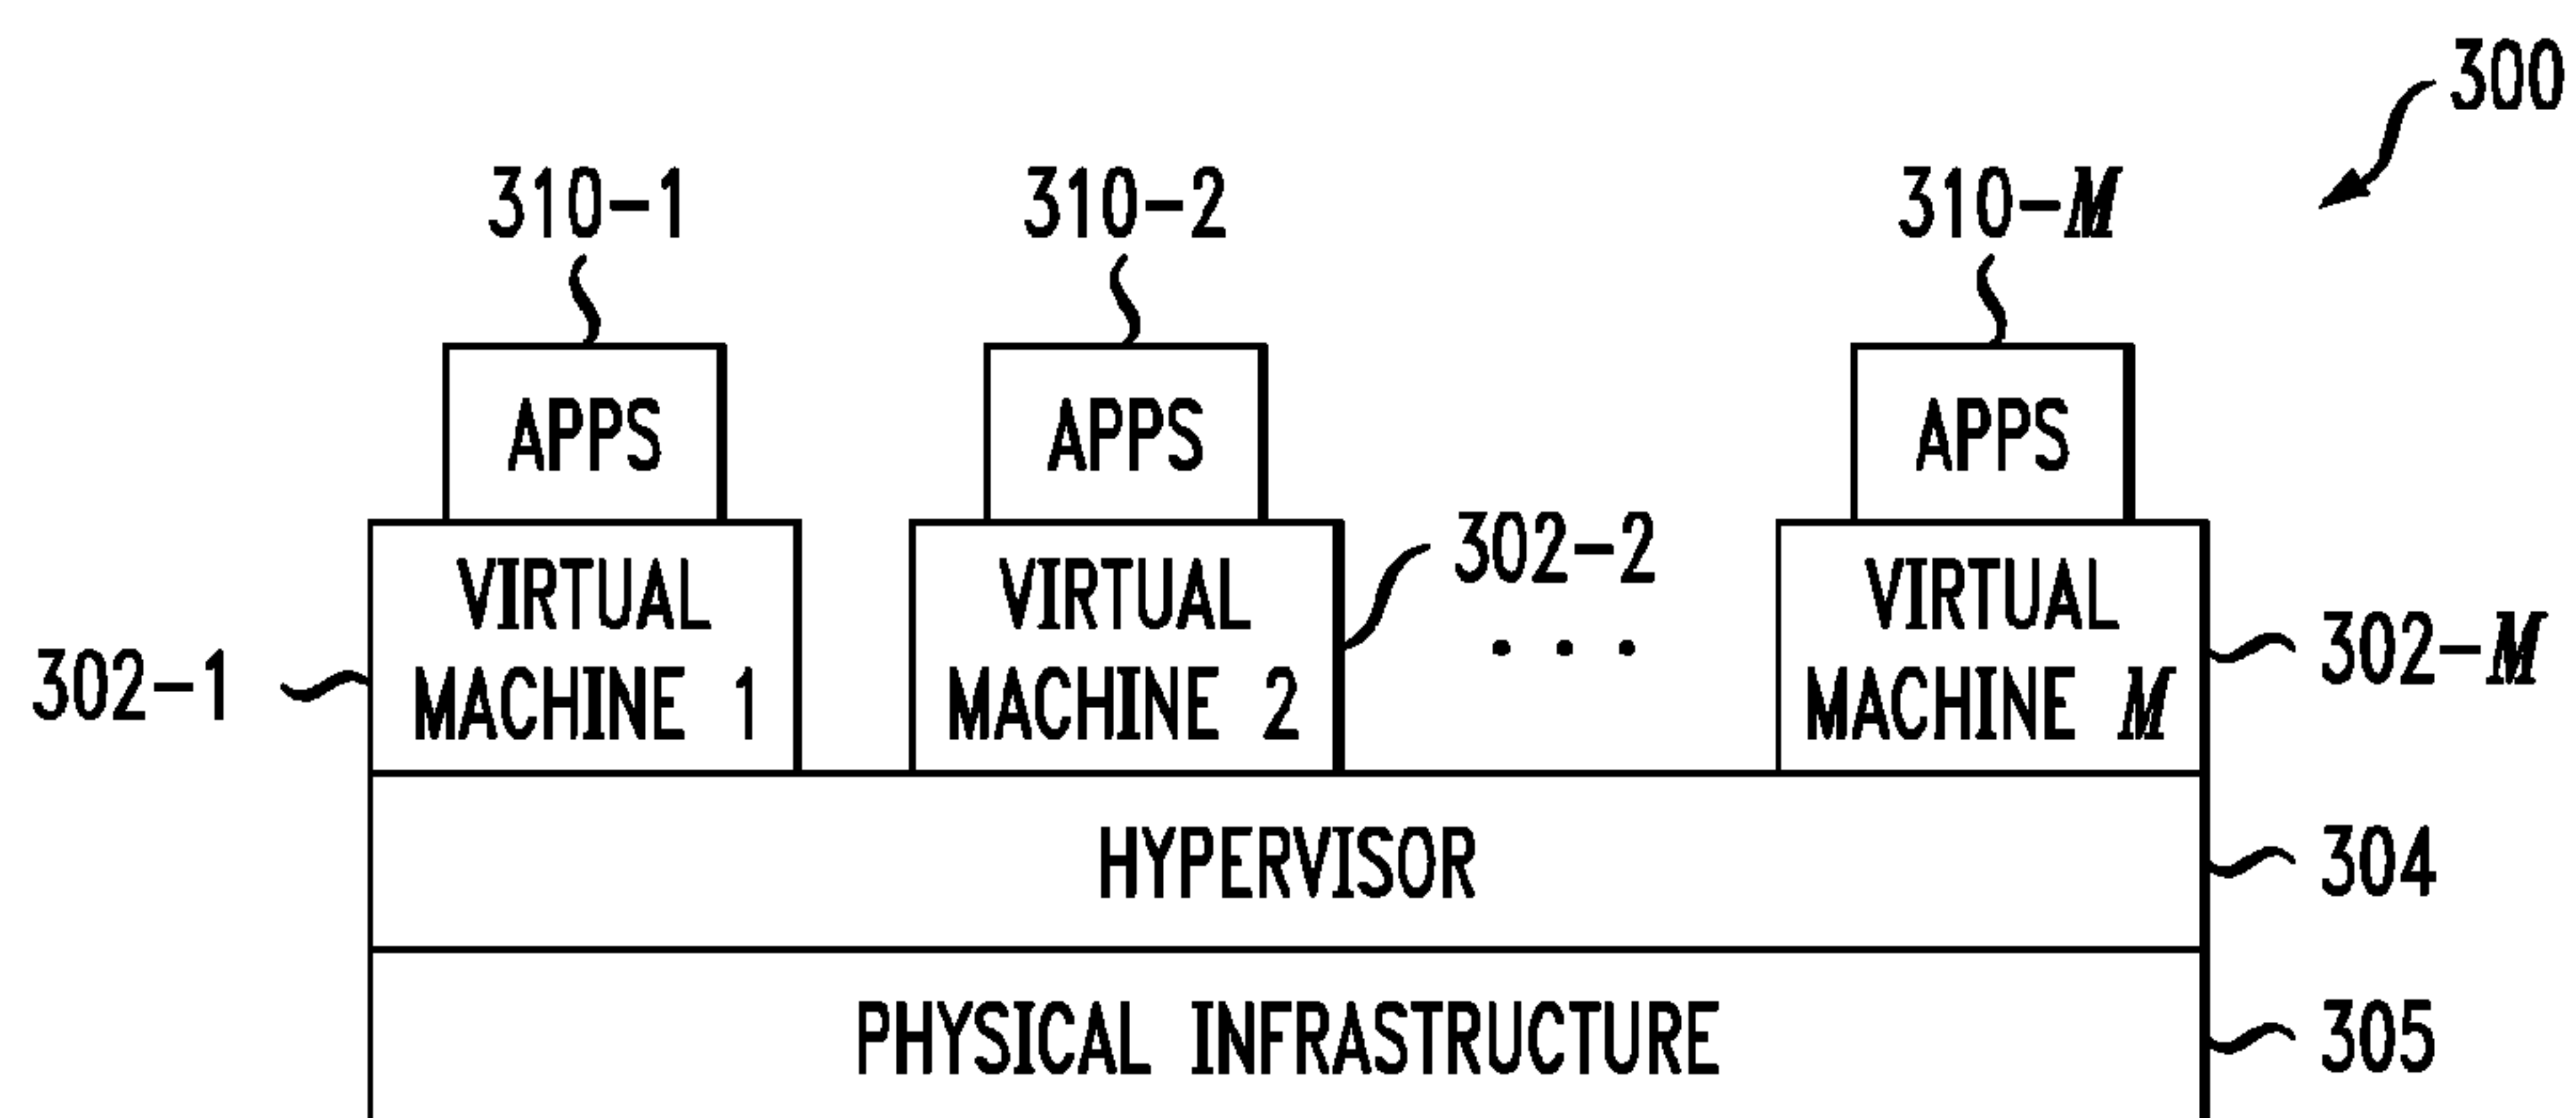 300
310-1
310-2
310-M
APPS
APPS
APPS
302-1
VIRTUAL
MACHINE 1
VIRTUAL
MACHINE 2
302-2
. . .
VIRTUAL
MACHINE M
302-M
HYPERVISOR
304
PHYSICAL INFRASTRUCTURE
305